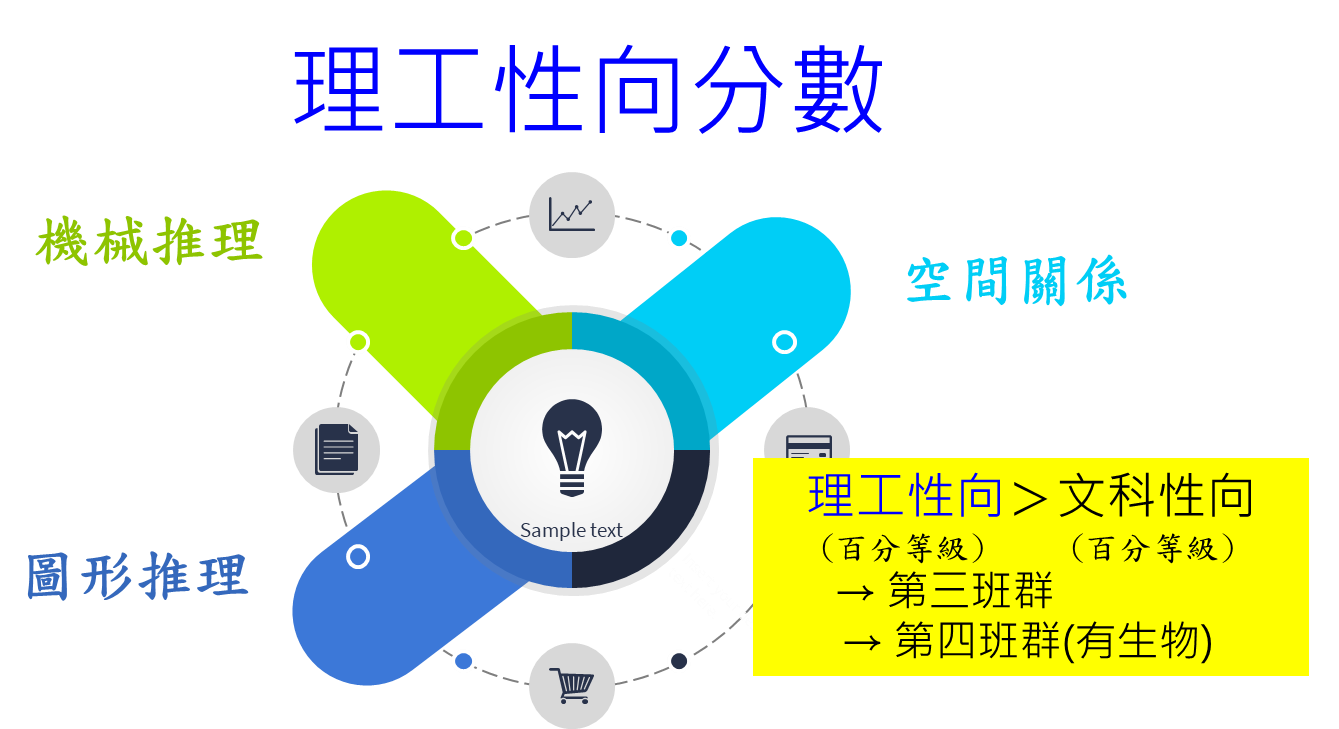 理工性向分數
機械推理
空間關係
圖形推理
Sample text
理工性向＞文科性向
（百分等級） （百分等級）
→ 第三班群
→ 第四班群(有生物)